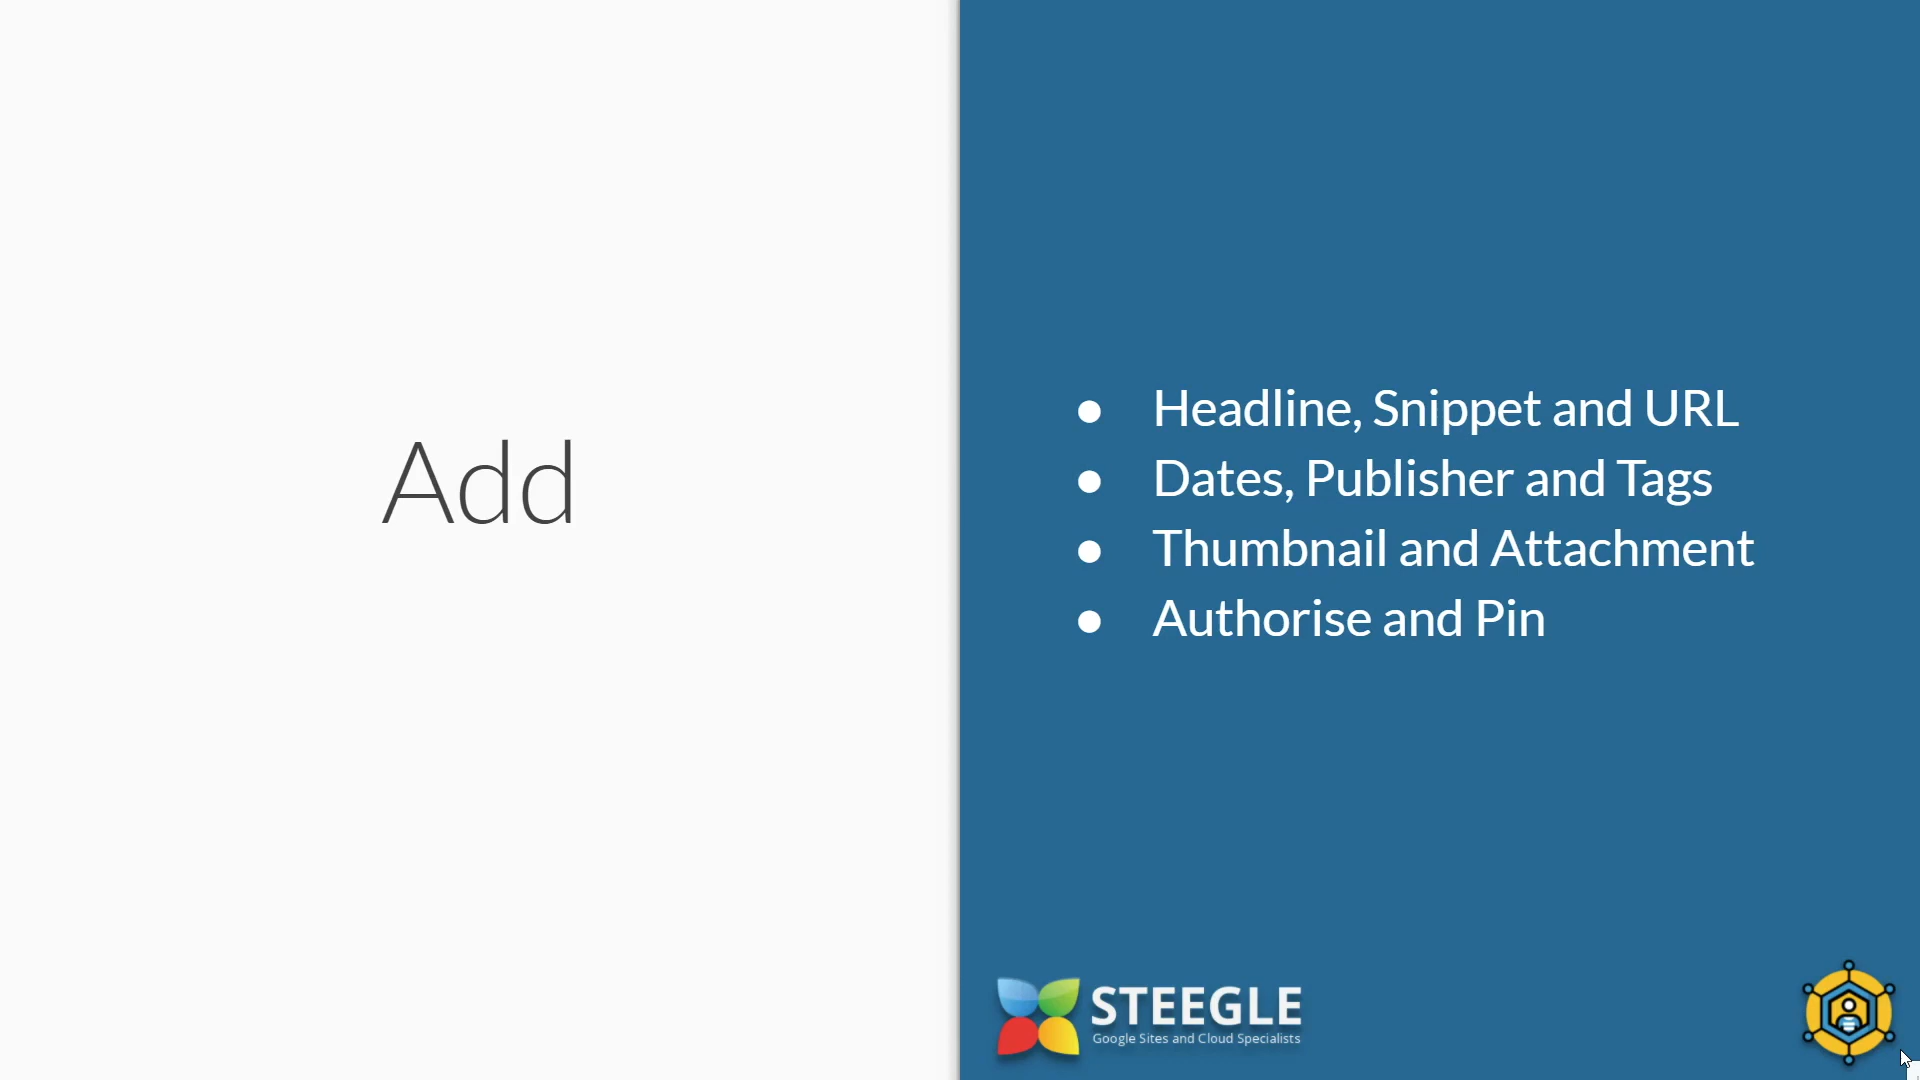 Add
● Headline, Snippet and URL
● Dates, Publisher and Tags
● Thumbnail and Attachment
● Authorise and Pin
STEEGLE
Google Sites and Cloud Specialists